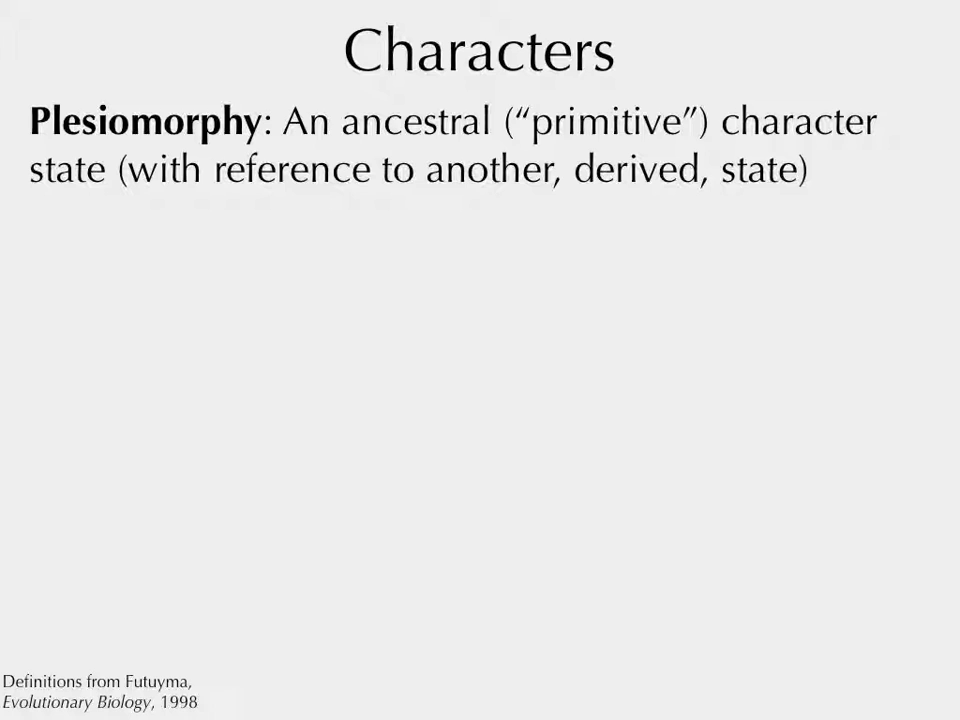 Characters
Plesiomorphy: An ancestral (“primitive”) character
state (with reference to another, derived, state)
Definitions from Futuyma,
Evolutionary Biology, 1998